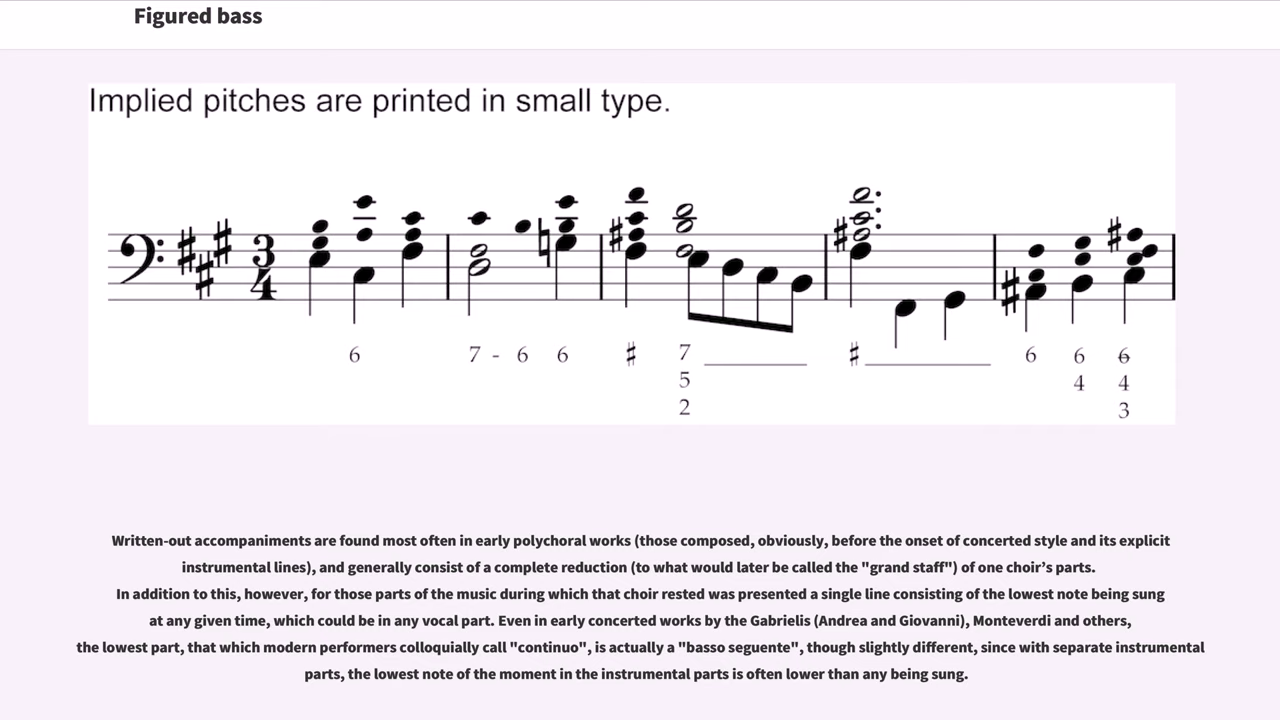 Figured bass
Implied pitches are printed in small type.
3
4
6 7 - 6 6 ♯ 7 ♯ 6 6 6
5 4 4
2 3
Written-out accompaniments are found most often in early polychoral works (those composed, obviously, before the onset of concerted style and its explicit
instrumental lines), and generally consist of a complete reduction (to what would later be called the "grand staff") of one choir’s parts.
In addition to this, however, for those parts of the music during which that choir rested was presented a single line consisting of the lowest note being sung
at any given time, which could be in any vocal part. Even in early concerted works by the Gabrielis (Andrea and Giovanni), Monteverdi and others,
the lowest part, that which modern performers colloquially call "continuo", is actually a "basso seguente", though slightly different, since with separate instrumental
parts, the lowest note of the moment in the instrumental parts is often lower than any being sung.